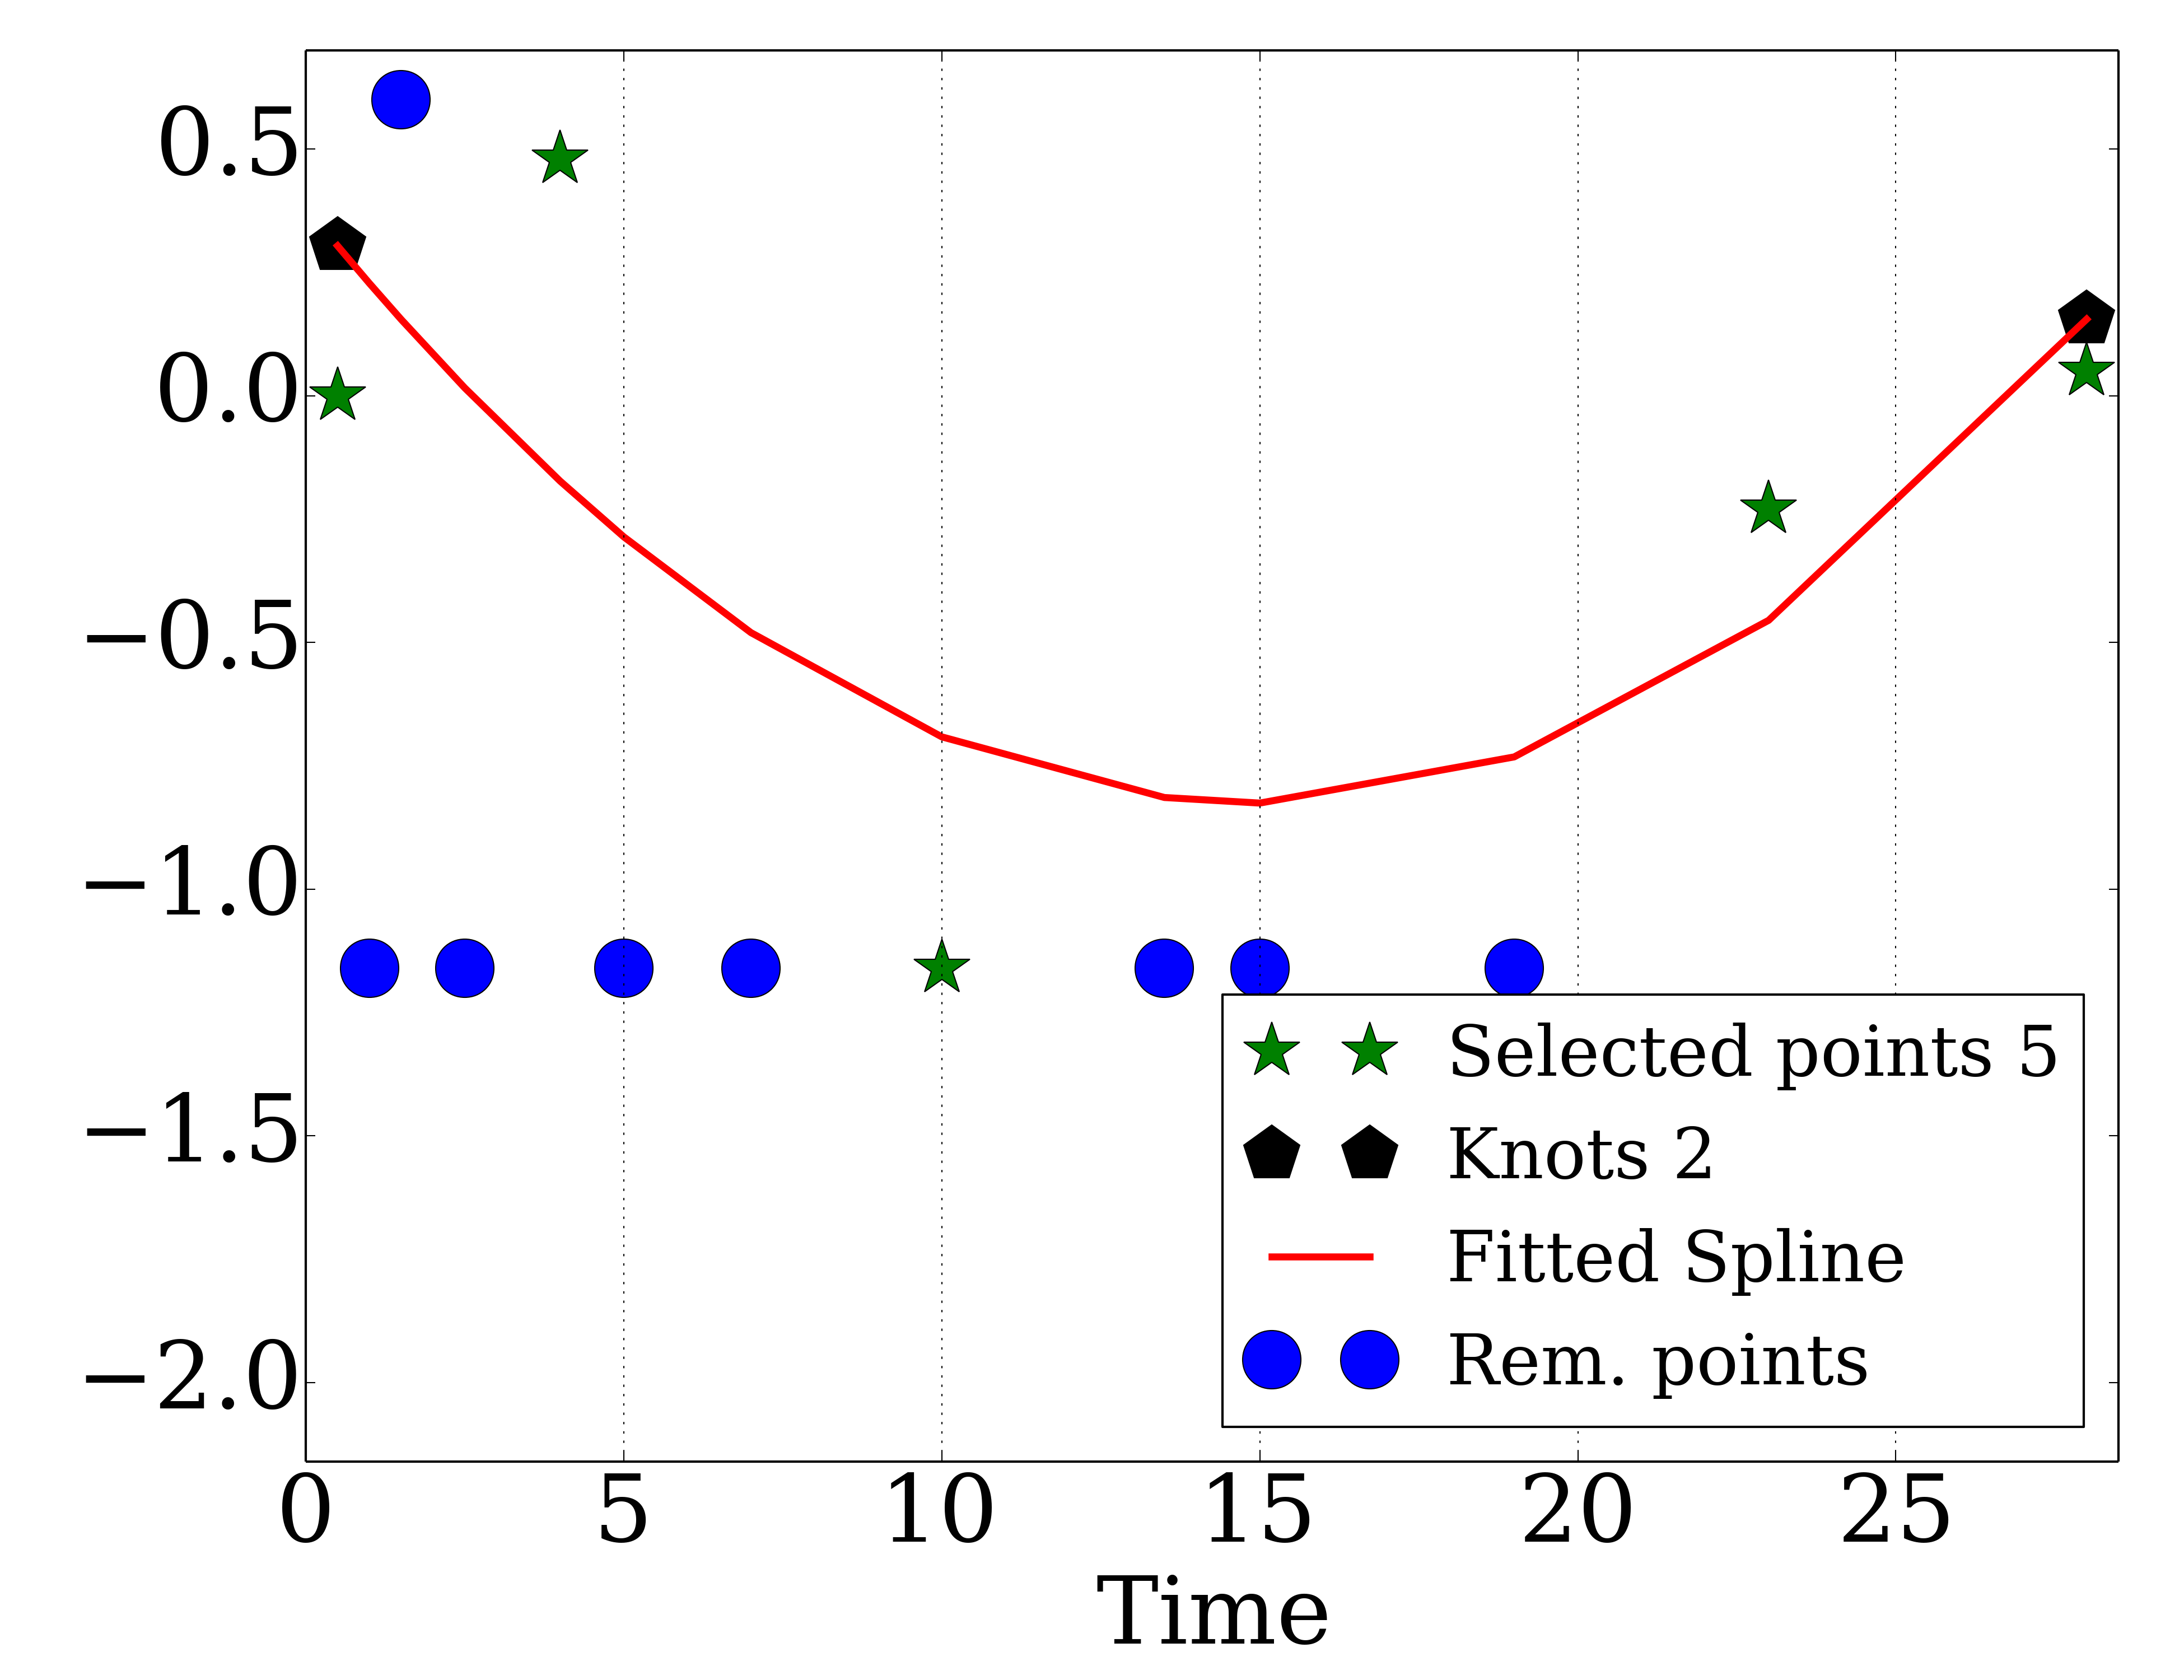 0.5
0.0
−0.5
−1.0
−1.5
−2.0
Selected points 5
Knots 2
Fitted Spline
Rem. points
0 5 10 15 20 25
Time